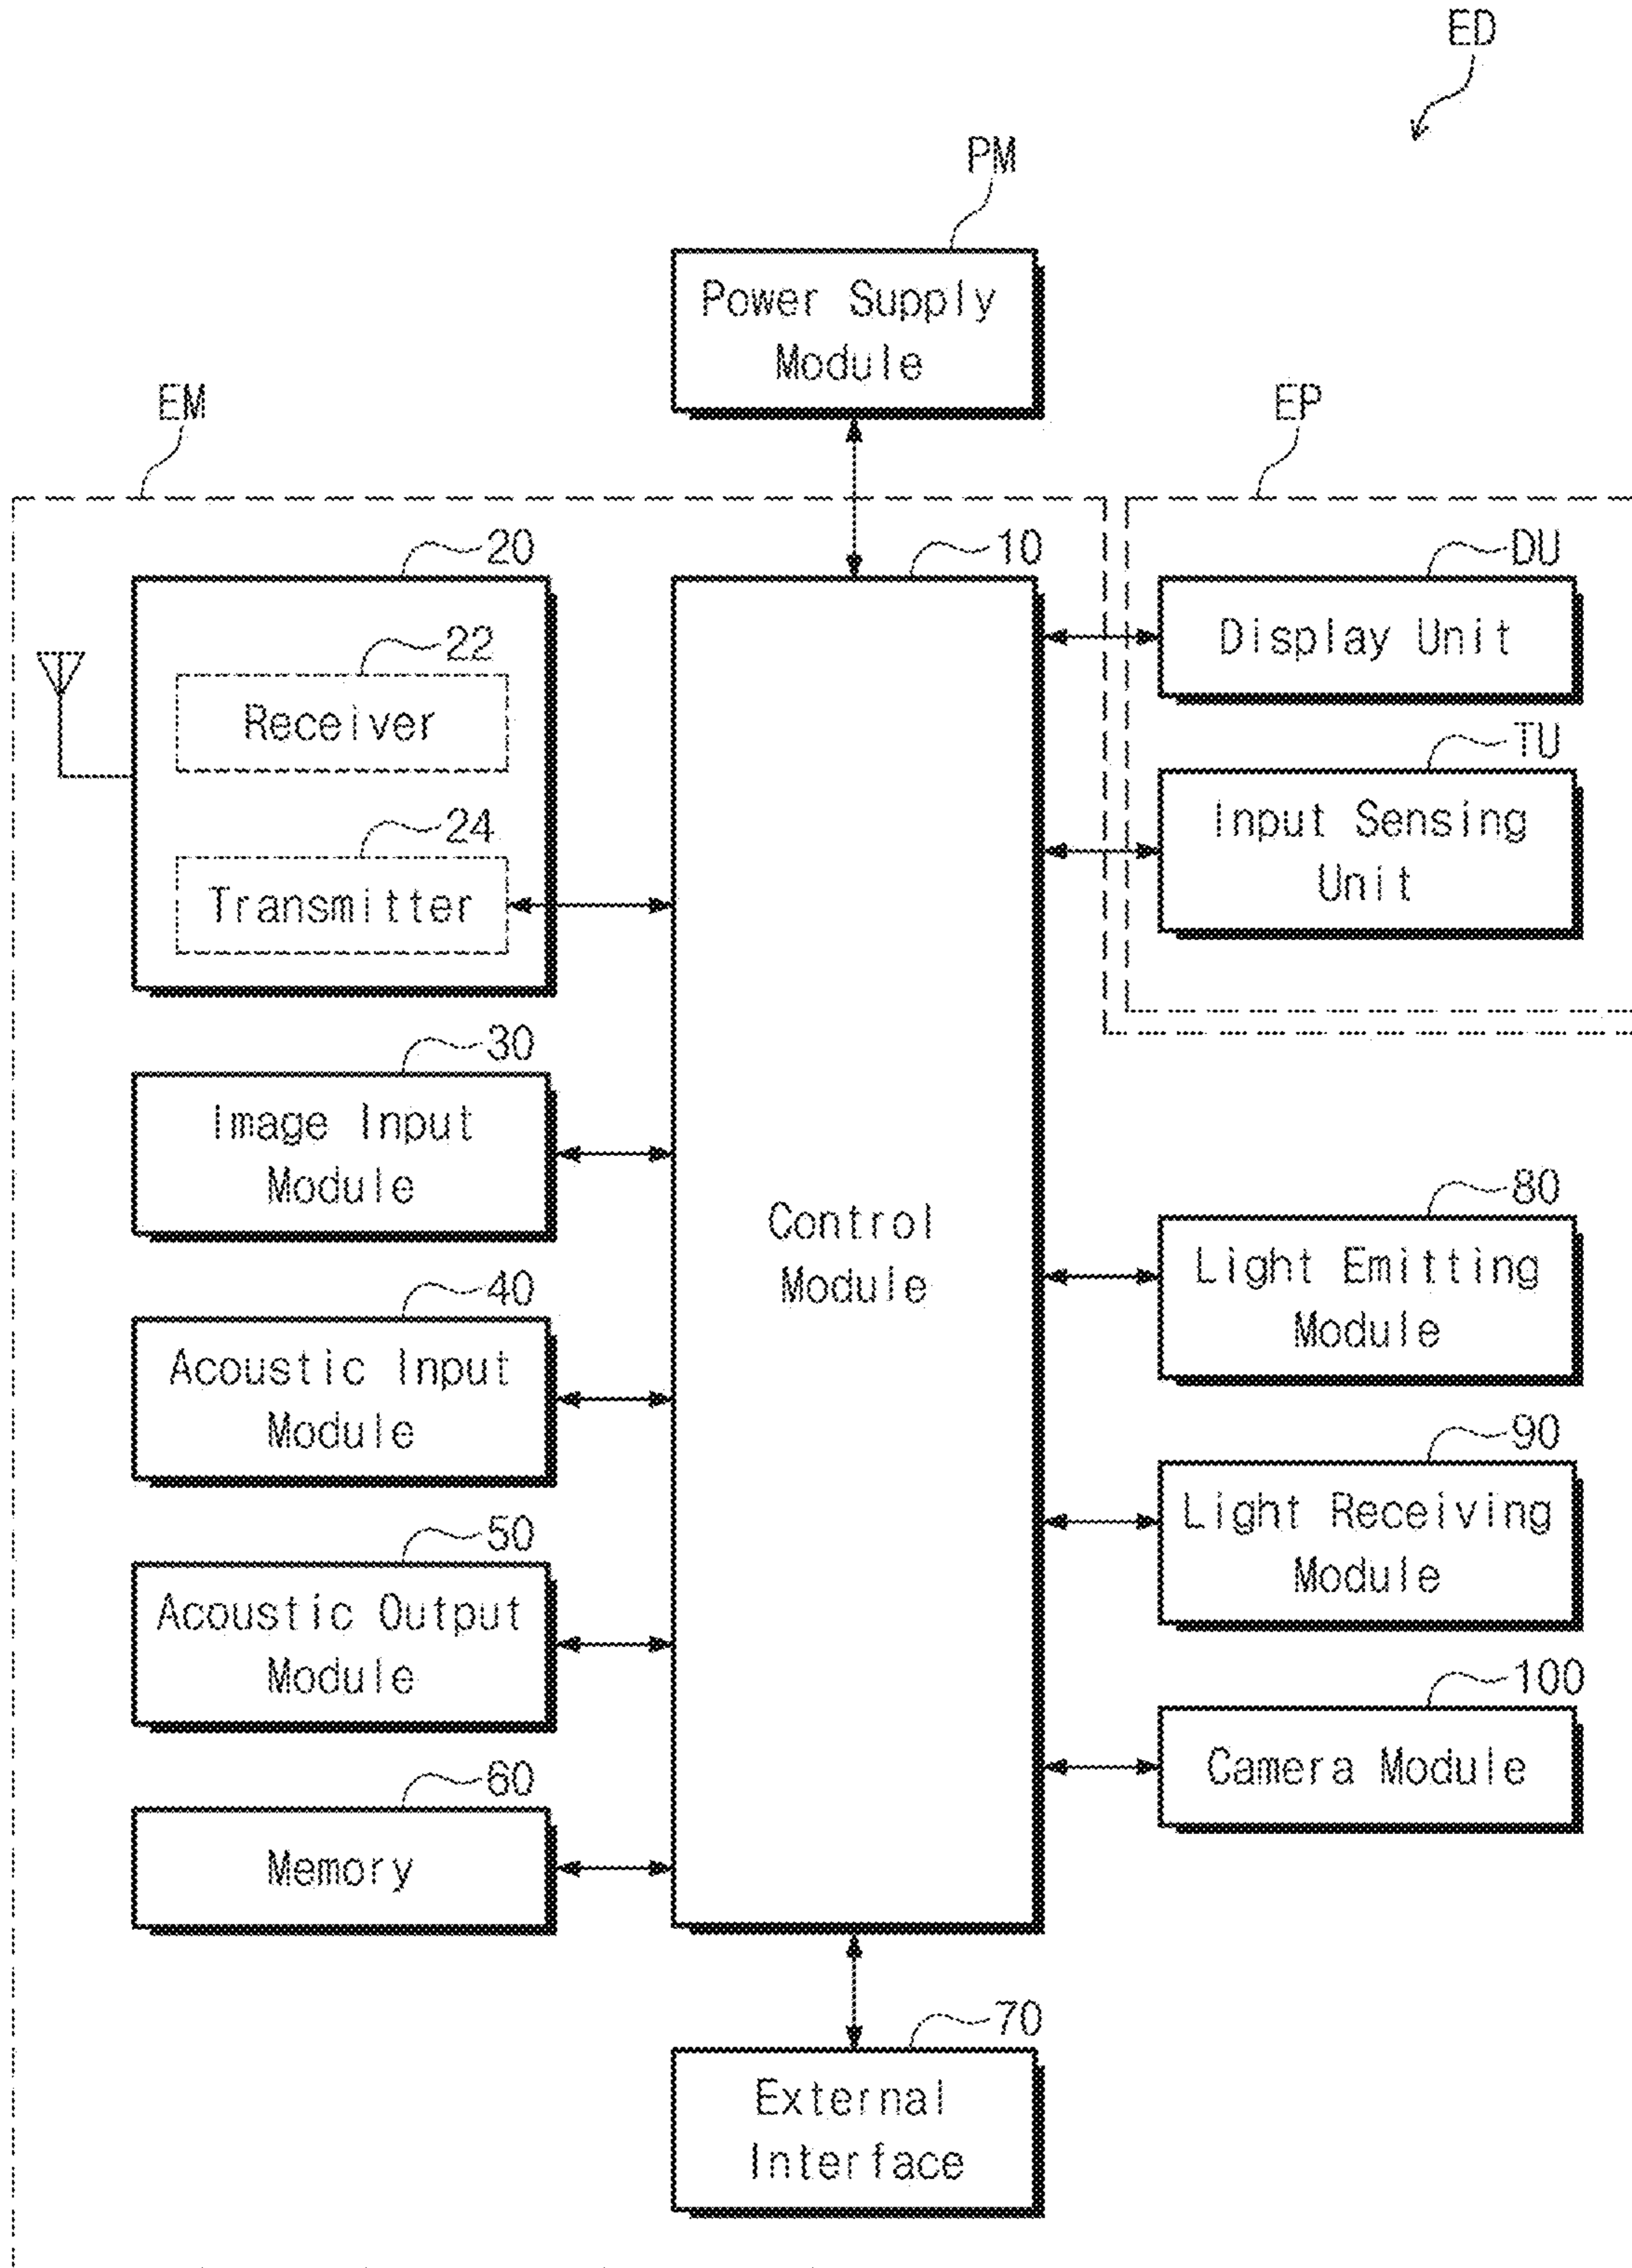 ED
PM
Power Supply
Module
EM
EP
20
10
DU
22
Display Unit
Receiver
TU
24
Input Sensing
Unit
Transmitter
30
Image Input
Module
80
Control
Module
Light Emitting
Module
40
Acoustic Input
Module
90
Light Receiving
Module
50
Acoustic Output
Module
100
Camera Module
60
Memory
70
External
Interface